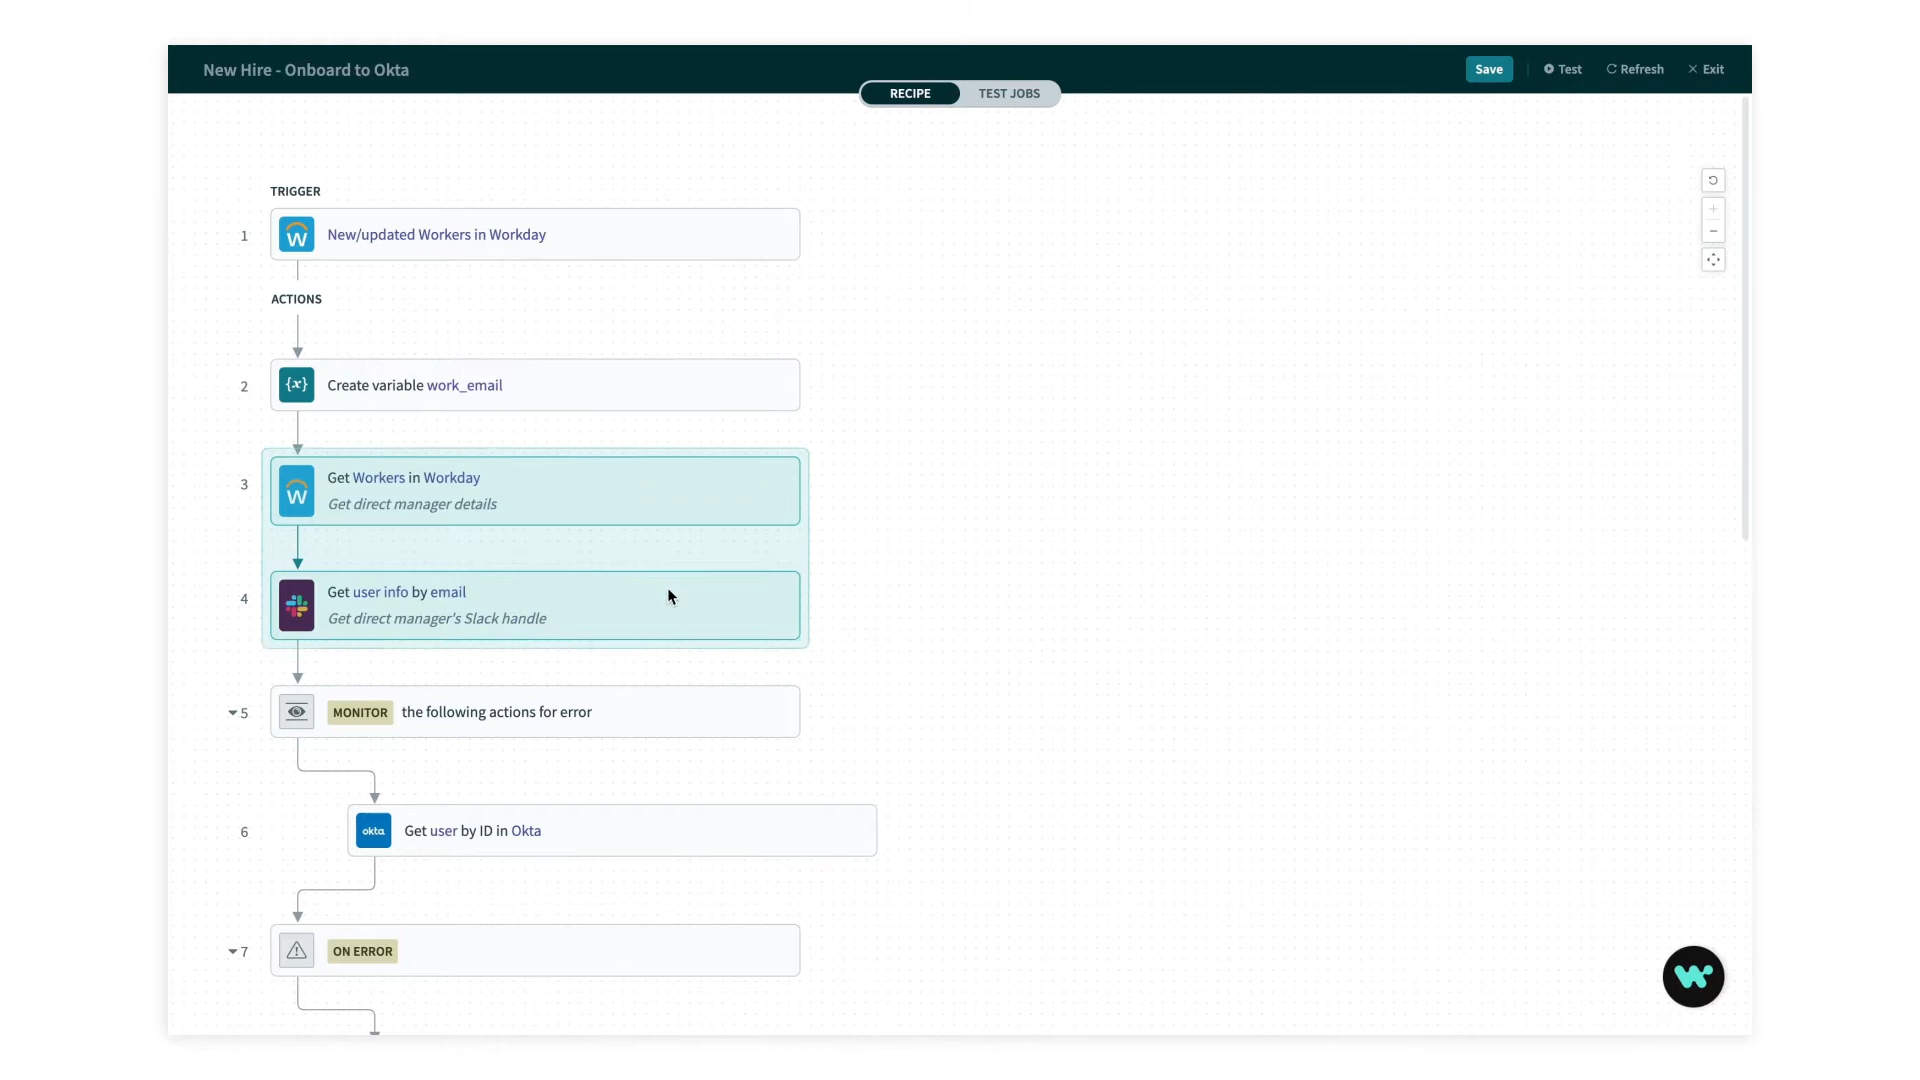 New Hire - Onboard to Okta
Save
Test
Refresh
Exit
RECIPE
TEST JOBS
TRIGGER
1
W
New/updated Workers in Workday
ACTIONS
2
{x}
Create variable work_email
3
W
Get Workers in Workday
Get direct manager details
4
Get user info by email
Get direct manager's Slack handle
5
MONITOR the following actions for error
6
okta
Get user by ID in Okta
7
ON ERROR